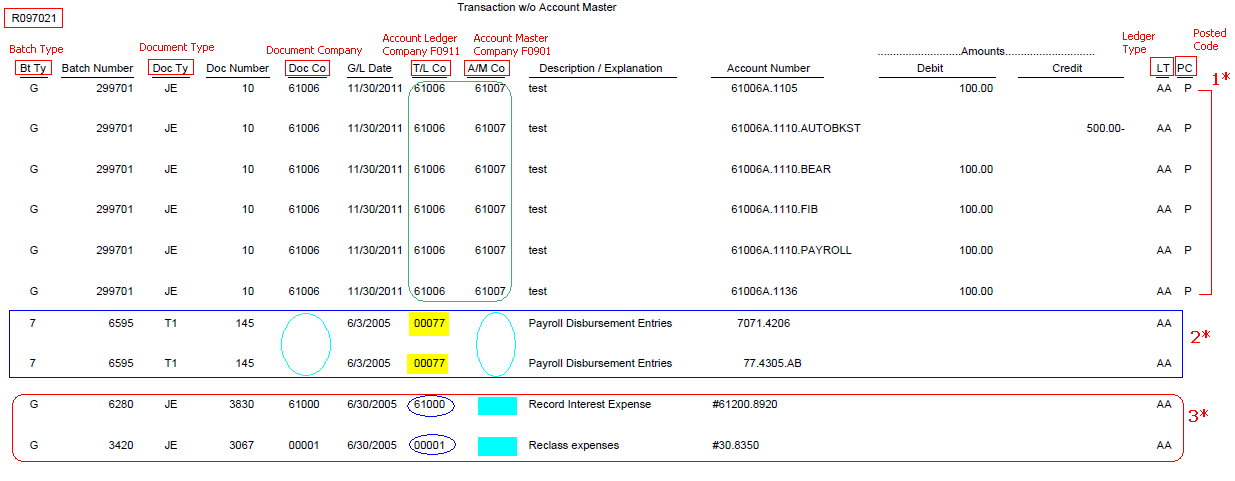 Transaction w/o Account Master
R097021
Batch Type
Document Type
Document Company
Account Ledger Company F0911
Account Master Company F0901
Ledger Type
Posted Code
..............................Amounts..............................
Bt Ty Batch Number Doc Ty Doc Number Doc Co G/L Date T/L Co A/M Co Description / Explanation Account Number Debit Credit LT PC
1*
G 299701 JE 10 61006 11/30/2011 61006 61007 test 61006A.1105 100.00 AA P
G 299701 JE 10 61006 11/30/2011 61006 61007 test 61006A.1110.AUTOBKST 500.00- AA P
G 299701 JE 10 61006 11/30/2011 61006 61007 test 61006A.1110.BEAR 100.00 AA P
G 299701 JE 10 61006 11/30/2011 61006 61007 test 61006A.1110.FIB 100.00 AA P
G 299701 JE 10 61006 11/30/2011 61006 61007 test 61006A.1110.PAYROLL 100.00 AA P
G 299701 JE 10 61006 11/30/2011 61006 61007 test 61006A.1136 100.00 AA P
7 6595 T1 145 6/3/2005 00077 Payroll Disbursement Entries 7071.4206 AA
2*
7 6595 T1 145 6/3/2005 00077 Payroll Disbursement Entries 77.4305.AB AA
G 6280 JE 3830 61000 6/30/2005 61000 Record Interest Expense #61200.8920 AA
3*
G 3420 JE 3067 00001 6/30/2005 00001 Reclass expenses #30.8350 AA